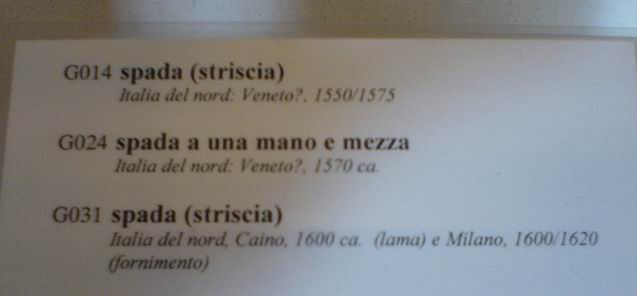 G014 spada (striscia)
Italia del nord: Veneto?, 1550/1575
G024 spada a una mano e mezza
Italia del nord: Veneto?, 1570 ca.
G031 spada (striscia)
Italia del nord, Caino, 1600 ca. (lama) e Milano, 1600/1620
(fornimento)